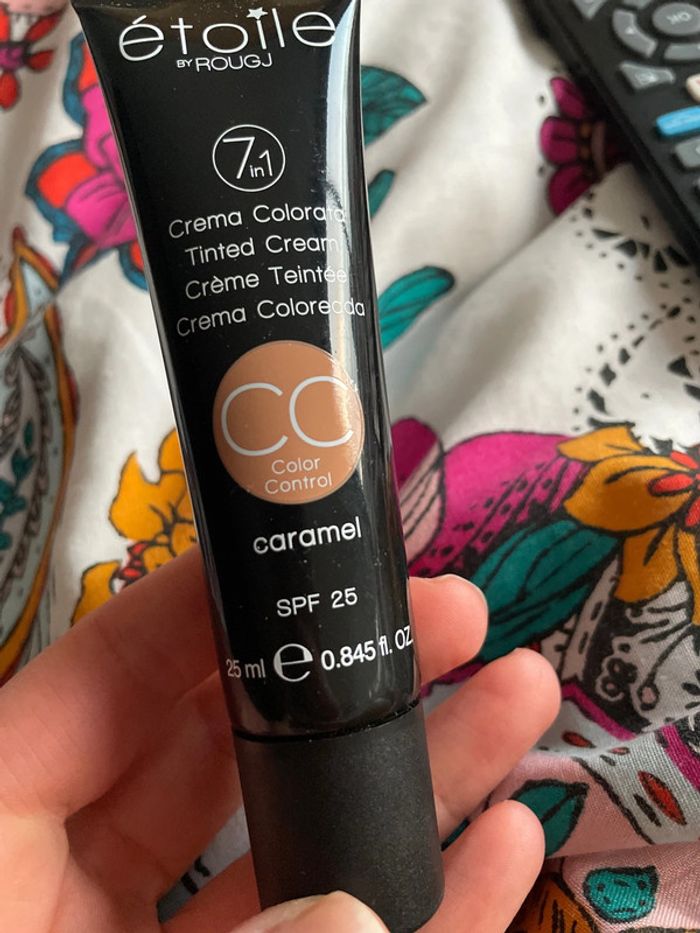 étoile
BY ROUGJ
7in1
Crema Colorata
Tinted Cream
Crème Teintée
Crema Coloreada
CC
Color
Control
caramel
SPF 25
25 ml e 0.845 fl. OZ